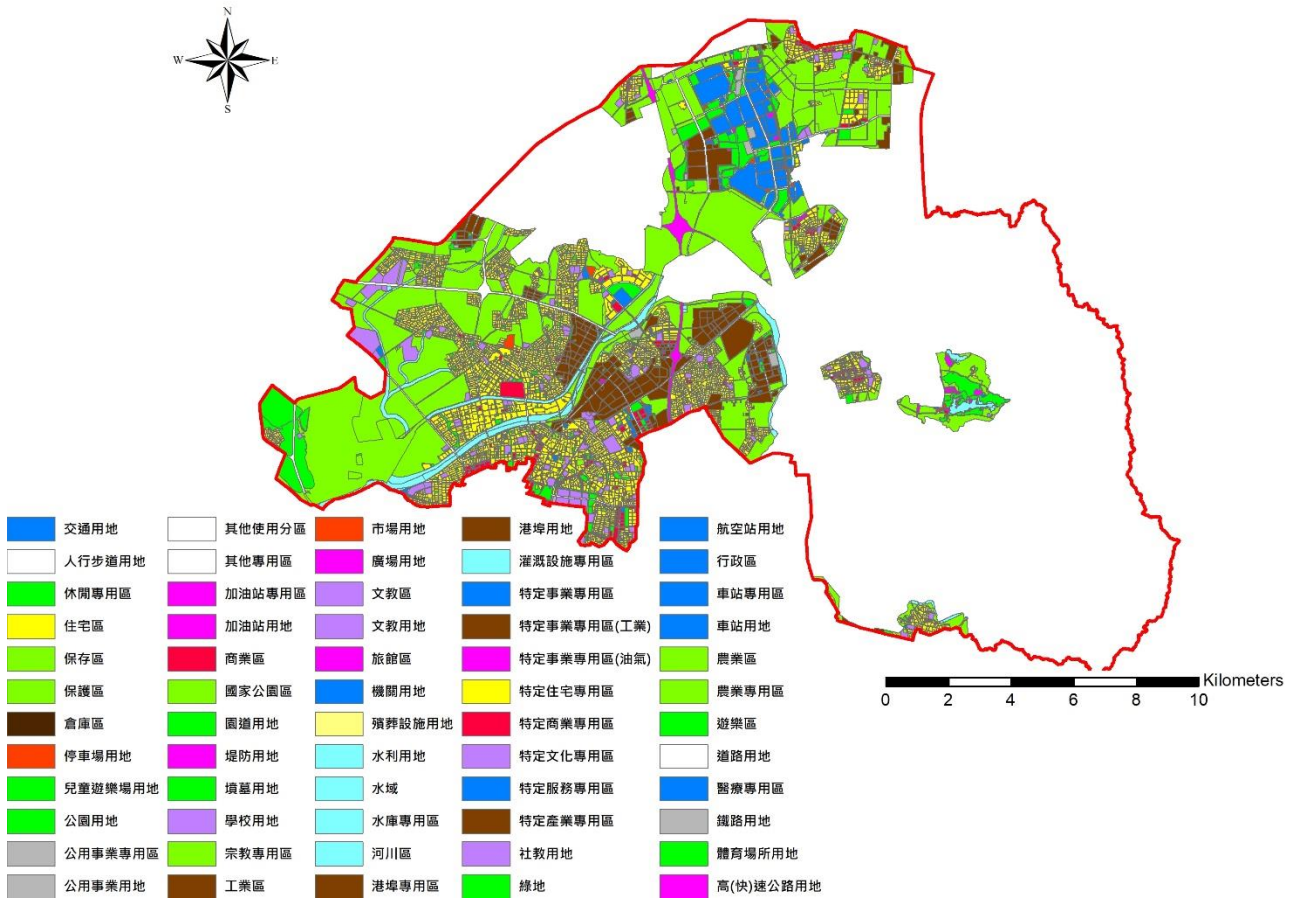 N
W E
S
Kilometers
0 2 4 6 8 10
交通用地
人行步道用地
休閒專用區
住宅區
保存區
保護區
倉庫區
停車場用地
兒童遊樂場用地
公園用地
公用事業專用區
公用事業用地
其他使用分區
其他專用區
加油站專用區
加油站用地
商業區
國家公園區
園道用地
堤防用地
墳墓用地
學校用地
宗教專用區
工業區
市場用地
廣場用地
文教區
文教用地
旅館區
機關用地
殯葬設施用地
水利用地
水域
水庫專用區
河川區
港埠專用區
港埠用地
灌溉設施專用區
特定事業專用區
特定事業專用區(工業)
特定事業專用區(油氣)
特定住宅專用區
特定商業專用區
特定文化專用區
特定服務專用區
特定產業專用區
社教用地
綠地
航空站用地
行政區
車站專用區
車站用地
農業區
農業專用區
遊樂區
道路用地
醫療專用區
鐵路用地
體育場所用地
高(快)速公路用地